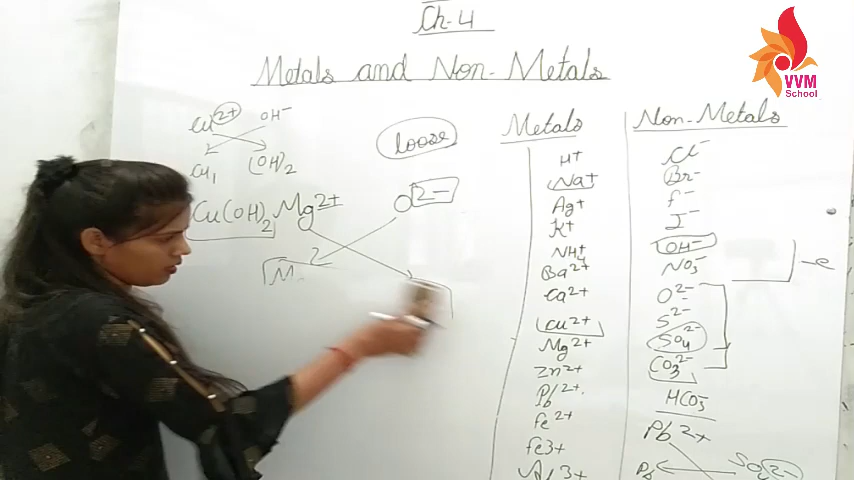 Ch-4
Metals and Non-Metals
VVM
School
Cu2+ OH-
Cu1 (OH)2
Cu(OH)2
loose
Mg2+ O2-
Metals
H+
Na+
Ag+
K+
NH4+
Ba2+
Ca2+
Cu2+
Mg2+
Zn2+
Pb2+
Fe2+
Fe3+
Al3+
Non-Metals
Cl-
Br-
F-
I-
OH-
NO3-
O2-
S2-
SO42-
CO32-
HCO3-
Pb2+
Pb SO42-